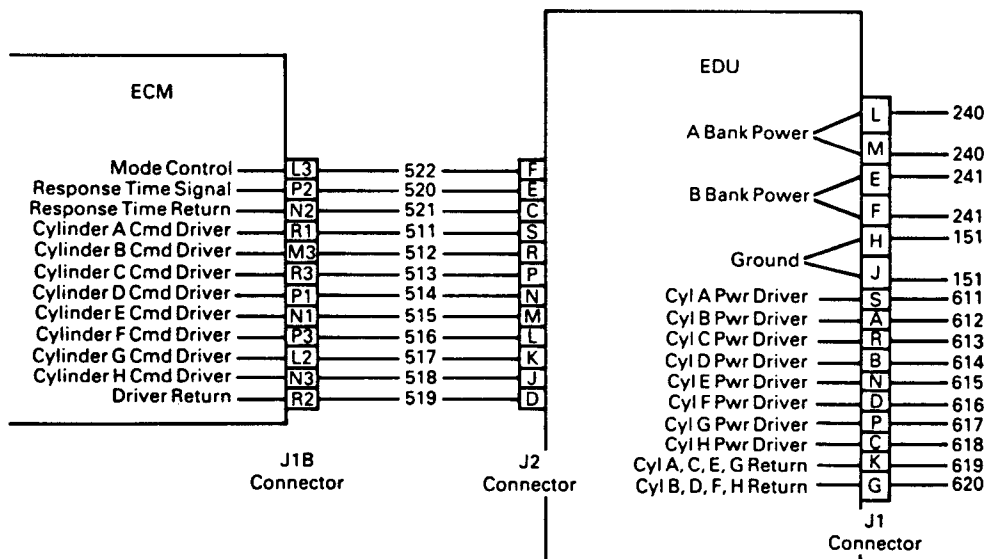 ECM
EDU
Mode Control L3 522 F
Response Time Signal P2 520 E
Response Time Return N2 521 C
Cylinder A Cmd Driver R1 511 S
Cylinder B Cmd Driver M3 512 R
Cylinder C Cmd Driver R3 513 P
Cylinder D Cmd Driver P1 514 N
Cylinder E Cmd Driver N1 515 M
Cylinder F Cmd Driver P3 516 L
Cylinder G Cmd Driver L2 517 K
Cylinder H Cmd Driver N3 518 J
Driver Return R2 519 D
J1B
Connector
J2
Connector
A Bank Power
L 240
M 240
B Bank Power
E 241
F 241
Ground
H 151
J 151
Cyl A Pwr Driver S 611
Cyl B Pwr Driver A 612
Cyl C Pwr Driver R 613
Cyl D Pwr Driver B 614
Cyl E Pwr Driver N 615
Cyl F Pwr Driver D 616
Cyl G Pwr Driver P 617
Cyl H Pwr Driver C 618
Cyl A, C, E, G Return K 619
Cyl B, D, F, H Return G 620
J1
Connector